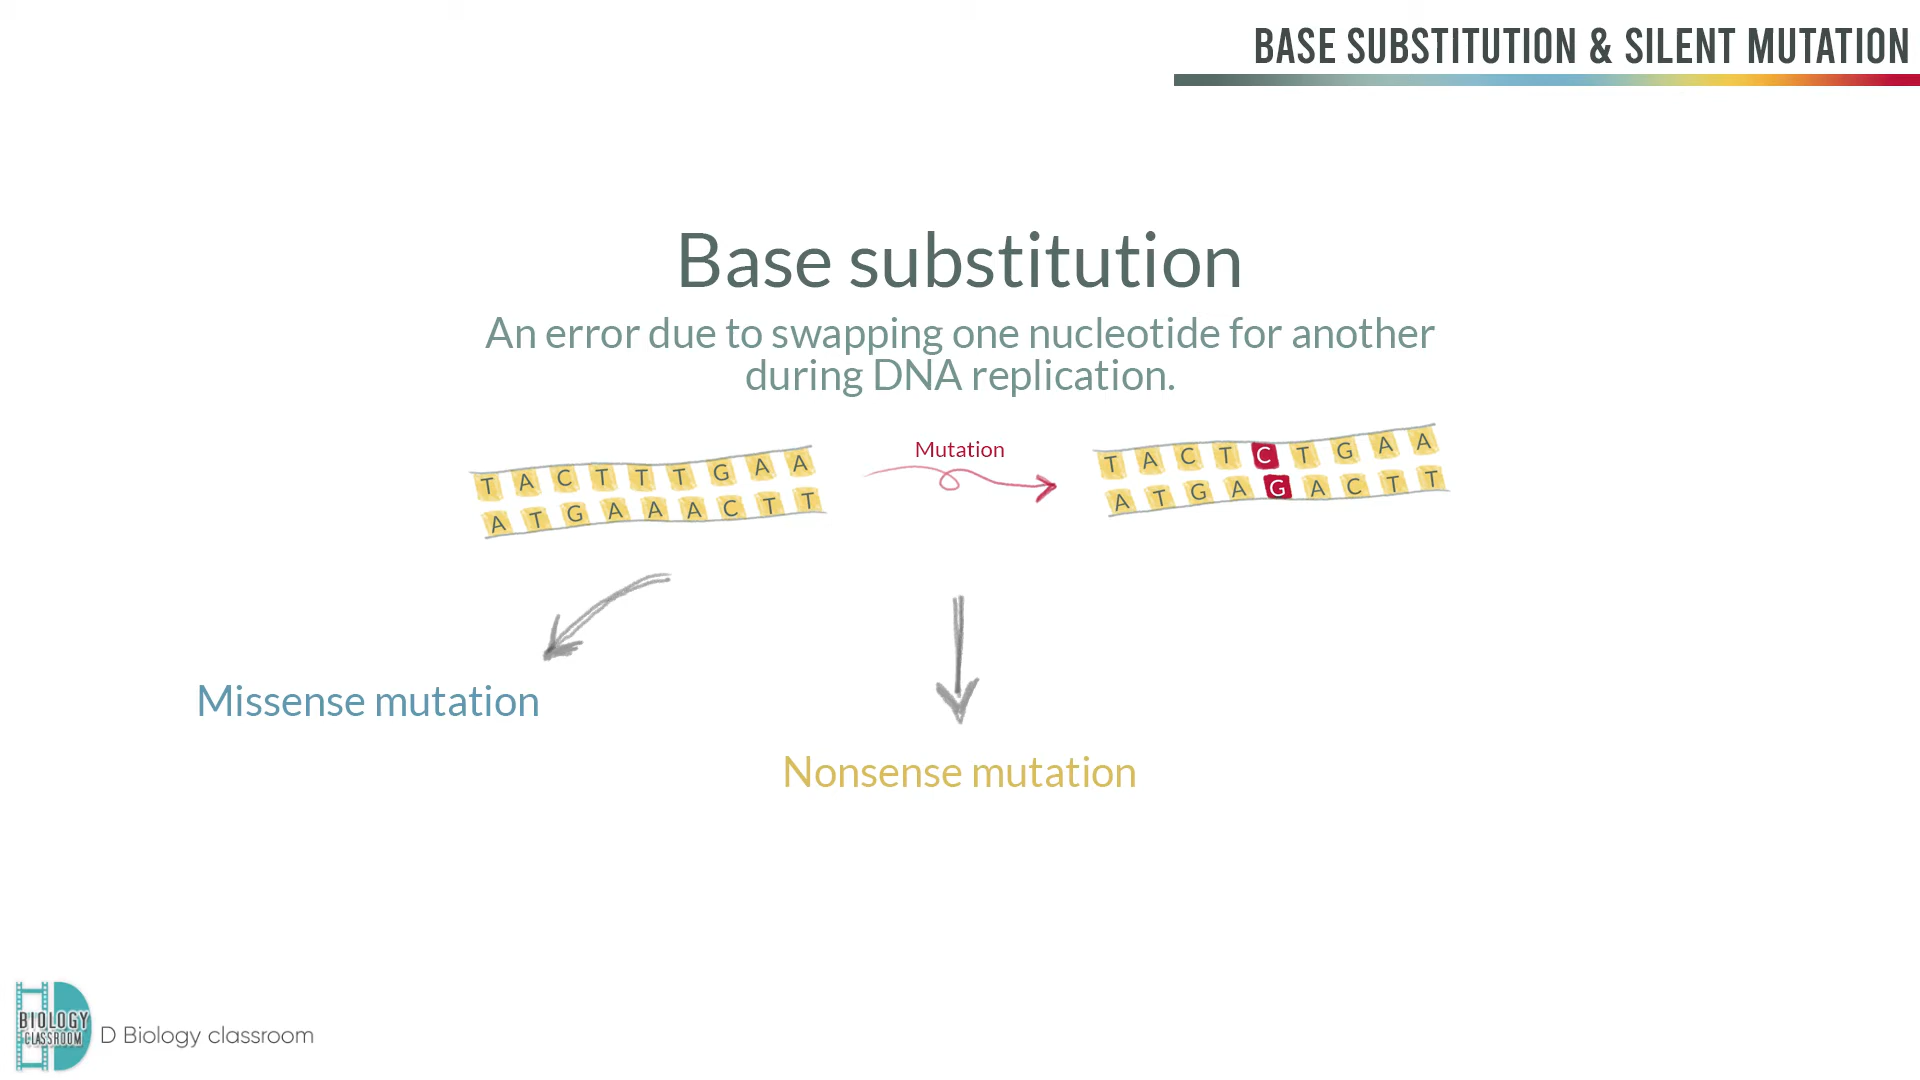 BASE SUBSTITUTION & SILENT MUTATION
Base substitution
An error due to swapping one nucleotide for another
during DNA replication.
Mutation
T A C T T T G A A
A T G A A A C T T
T A C T C T G A A
A T G A G A C T T
Missense mutation
Nonsense mutation
BIOLOGY
CLASSROOM
D Biology classroom